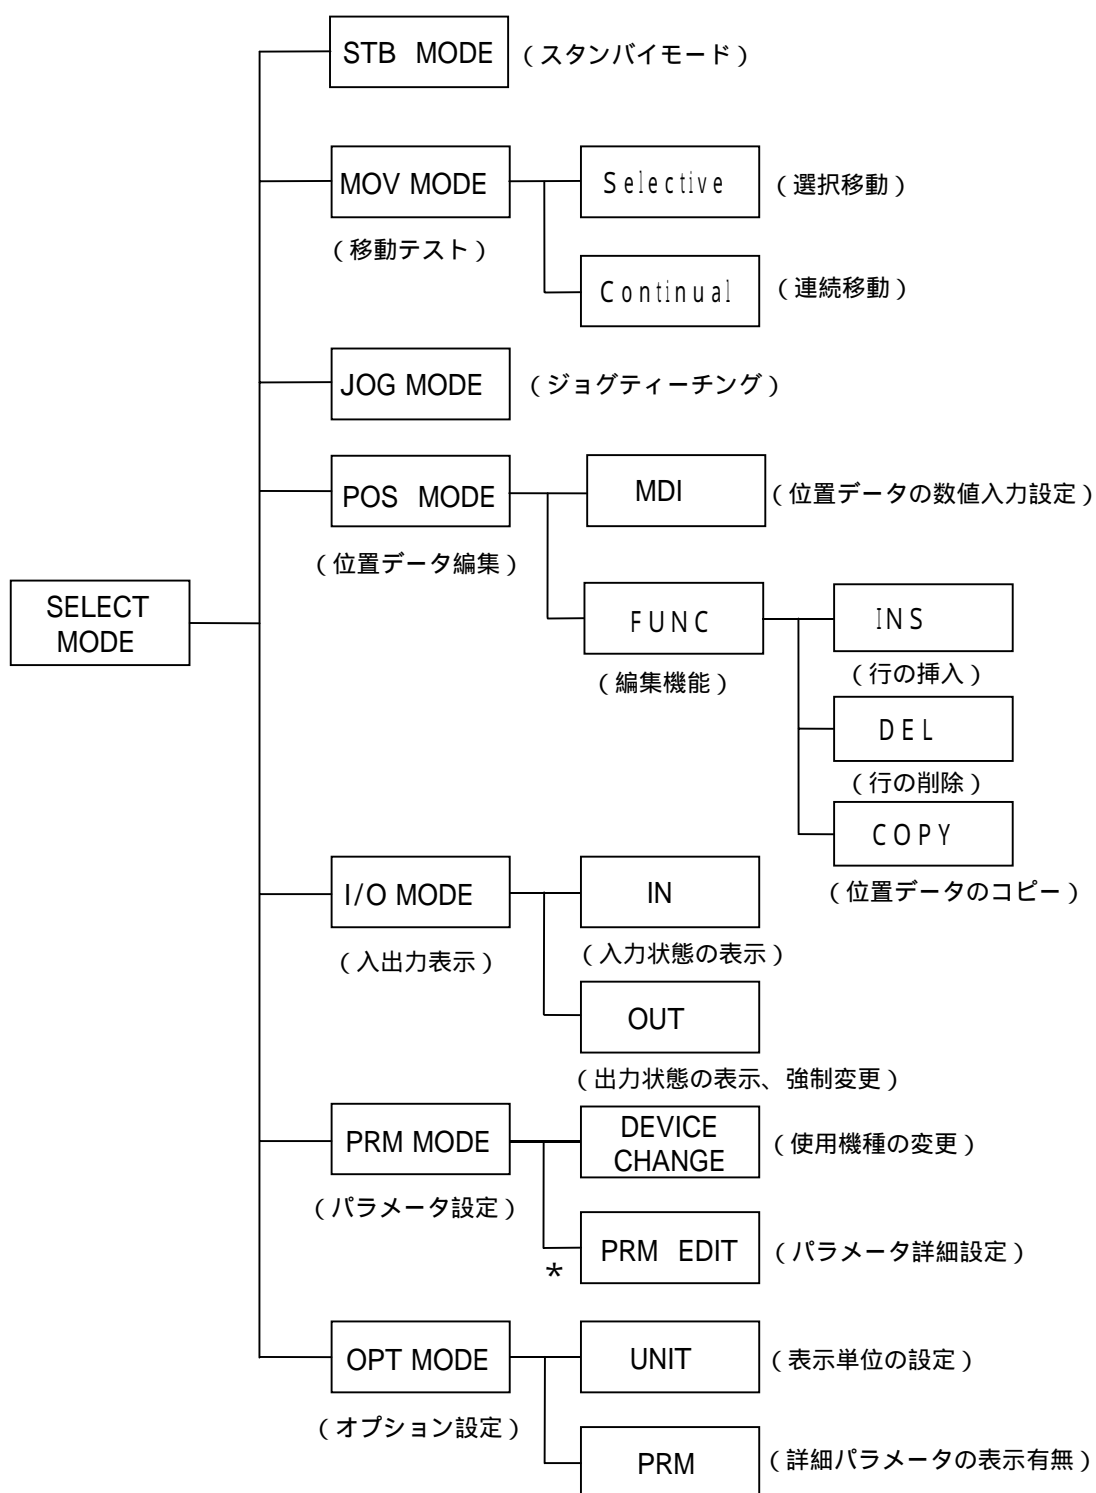 STB MODE （スタンバイモード）
MOV MODE
（移動テスト）
Selective （選択移動）
Continual （連続移動）
JOG MODE （ジョグティーチング）
POS MODE
（位置データ編集）
MDI （位置データの数値入力設定）
SELECT
MODE
FUNC
（編集機能）
INS
（行の挿入）
DEL
（行の削除）
COPY
（位置データのコピー）
I/O MODE
（入出力表示）
IN
（入力状態の表示）
OUT
（出力状態の表示、強制変更）
PRM MODE
（パラメータ設定）
DEVICE
CHANGE
（使用機種の変更）
PRM EDIT （パラメータ詳細設定）
*
OPT MODE
（オプション設定）
UNIT （表示単位の設定）
PRM （詳細パラメータの表示有無）